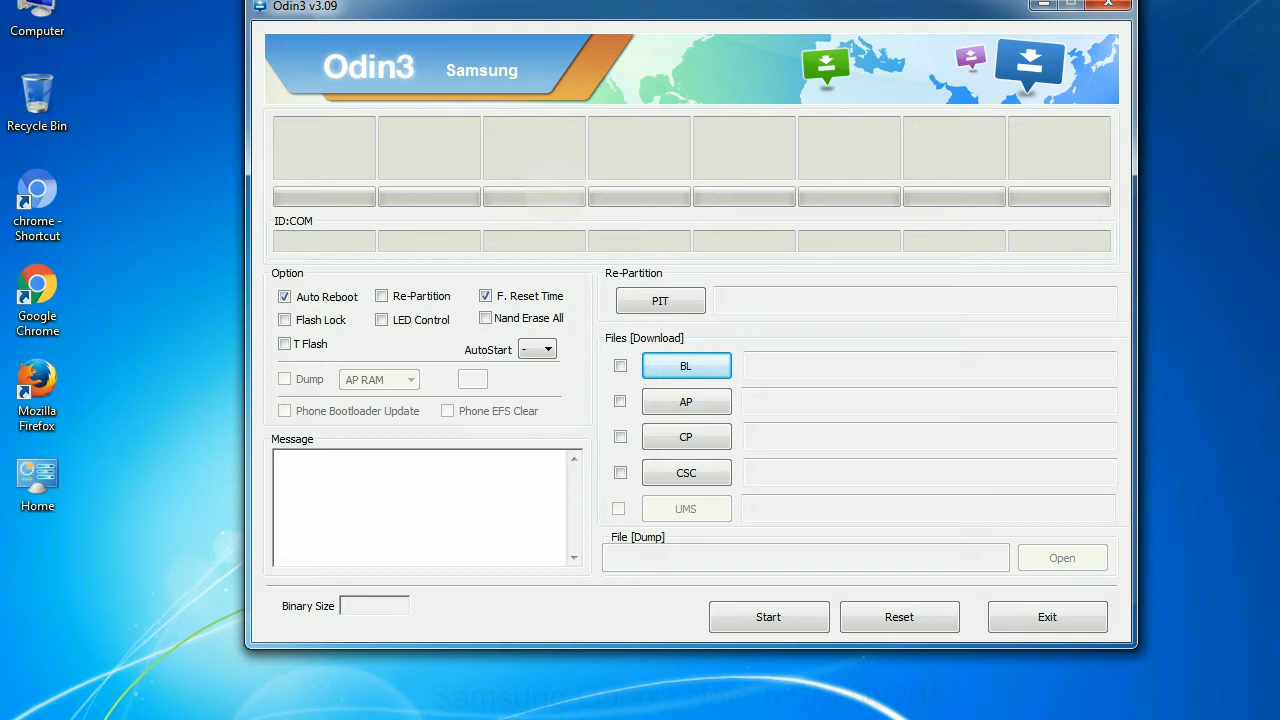 Odin3 v3.09
Computer
Recycle Bin
chrome -
Shortcut
Google
Chrome
Mozilla
Firefox
Home
Odin3 Samsung
ID:COM
Option
Auto Reboot Re-Partition F. Reset Time
Flash Lock LED Control Nand Erase All
T Flash AutoStart -
Dump AP RAM
Phone Bootloader Update Phone EFS Clear
Message
Re-Partition
PIT
Files [Download]
BL
AP
CP
CSC
UMS
File [Dump]
Open
Binary Size
Start Reset Exit
Samsung Galaxy